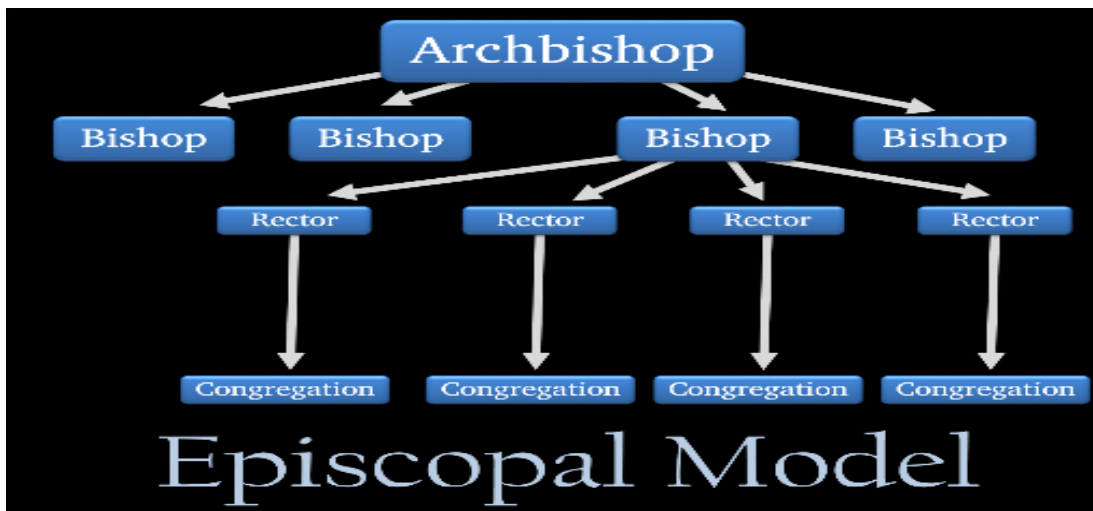 Archbishop
Bishop Bishop Bishop Bishop
Rector Rector Rector Rector
Congregation Congregation Congregation Congregation
Episcopal Model